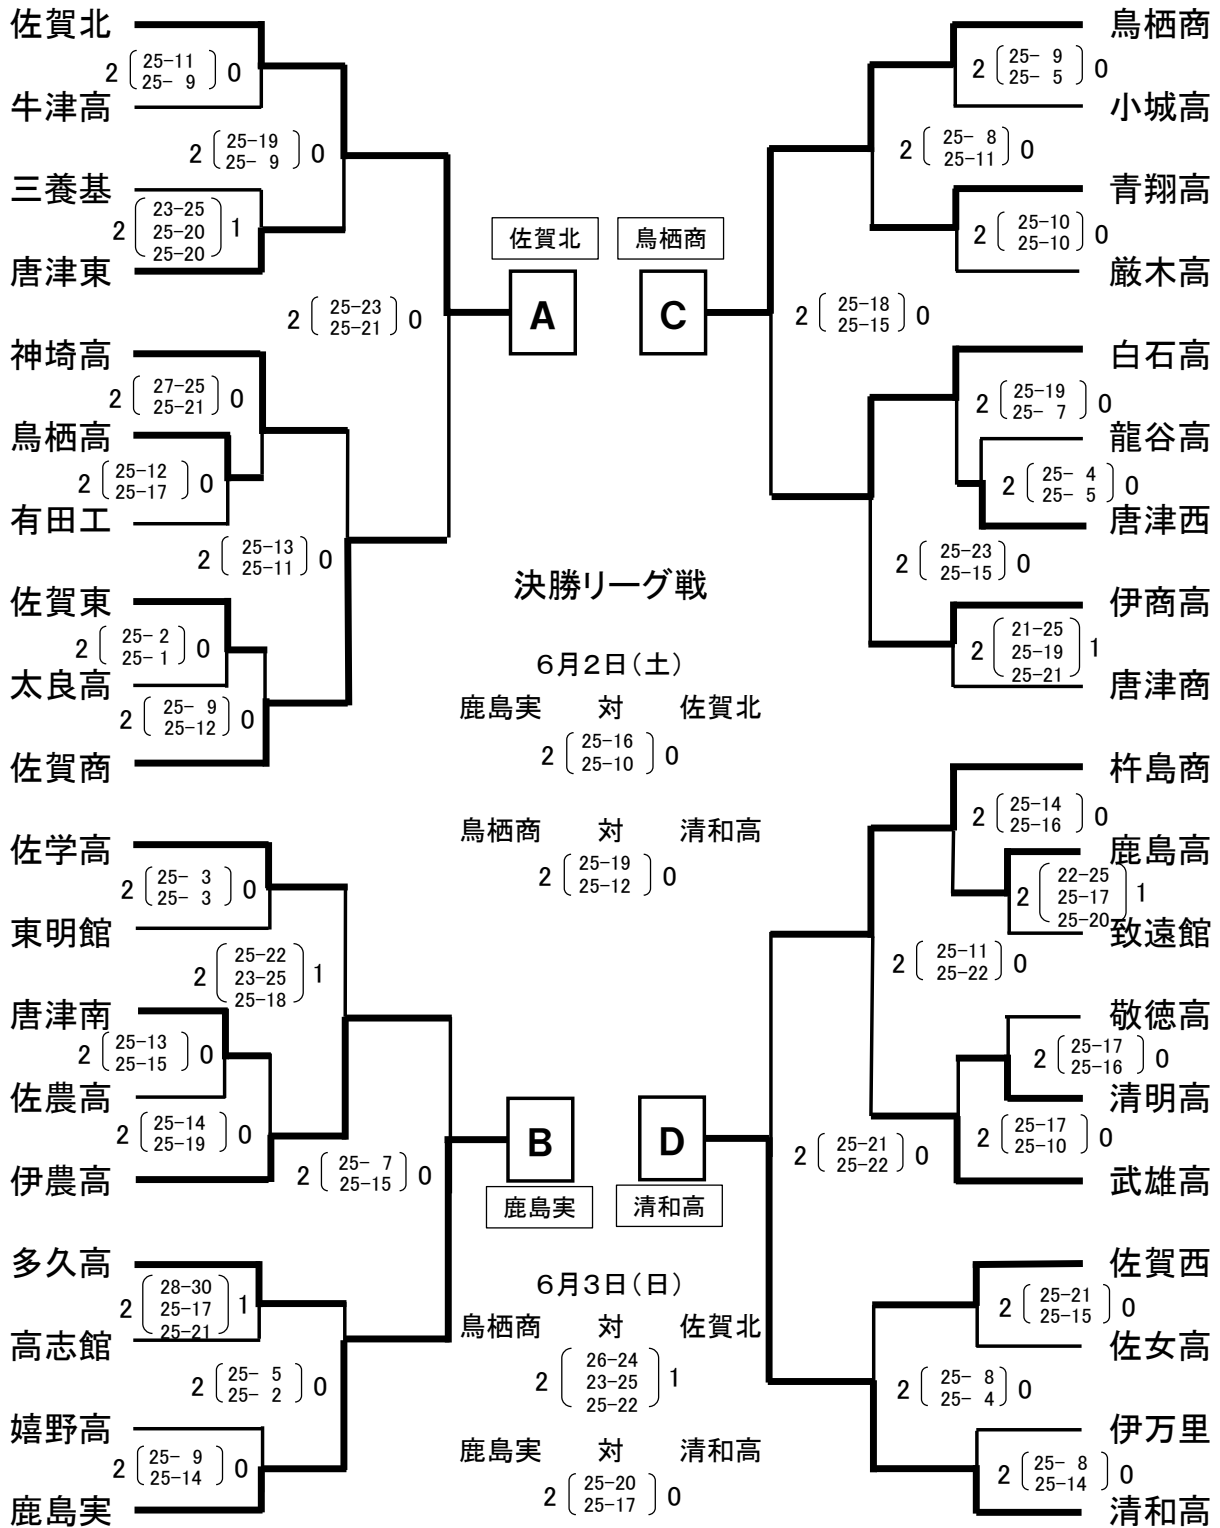 佐賀北
2 25-11 0
25- 9
牛津高
2 25-19 0
25- 9
三養基
2 23-25 1
25-20
25-20
唐津東
2 25-23 0
25-21
神埼高
2 27-25 0
25-21
鳥栖高
2 25-12 0
25-17
有田工
2 25-13 0
25-11
佐賀東
2 25- 2 0
25- 1
太良高
2 25- 9 0
25-12
佐賀商
佐学高
2 25- 3 0
25- 3
東明館
2 25-22 1
23-25
25-18
唐津南
2 25-13 0
25-15
佐農高
2 25-14 0
25-19
伊農高
2 25- 7 0
25-15
多久高
2 28-30 1
25-17
25-21
高志館
2 25- 5 0
25- 2
嬉野高
2 25- 9 0
25-14
鹿島実
佐賀北
A
鳥栖商
C
決勝リーグ戦
6月2日(土)
鹿島実 対 佐賀北
2 25-16 0
25-10
鳥栖商 対 清和高
2 25-19 0
25-12
B
鹿島実
D
清和高
6月3日(日)
鳥栖商 対 佐賀北
2 26-24 1
23-25
25-22
鹿島実 対 清和高
2 25-20 0
25-17
鳥栖商
2 25- 9 0
25- 5
小城高
2 25- 8 0
25-11
青翔高
2 25-10 0
25-10
厳木高
2 25-18 0
25-15
白石高
2 25-19 0
25- 7
龍谷高
2 25- 4 0
25- 5
唐津西
2 25-23 0
25-15
伊商高
2 21-25 1
25-19
25-21
唐津商
杵島商
2 25-14 0
25-16
鹿島高
2 22-25 1
25-17
25-20
致遠館
2 25-11 0
25-22
敬徳高
2 25-17 0
25-16
清明高
2 25-17 0
25-10
武雄高
2 25-21 0
25-22
佐賀西
2 25-21 0
25-15
佐女高
2 25- 8 0
25- 4
伊万里
2 25- 8 0
25-14
清和高